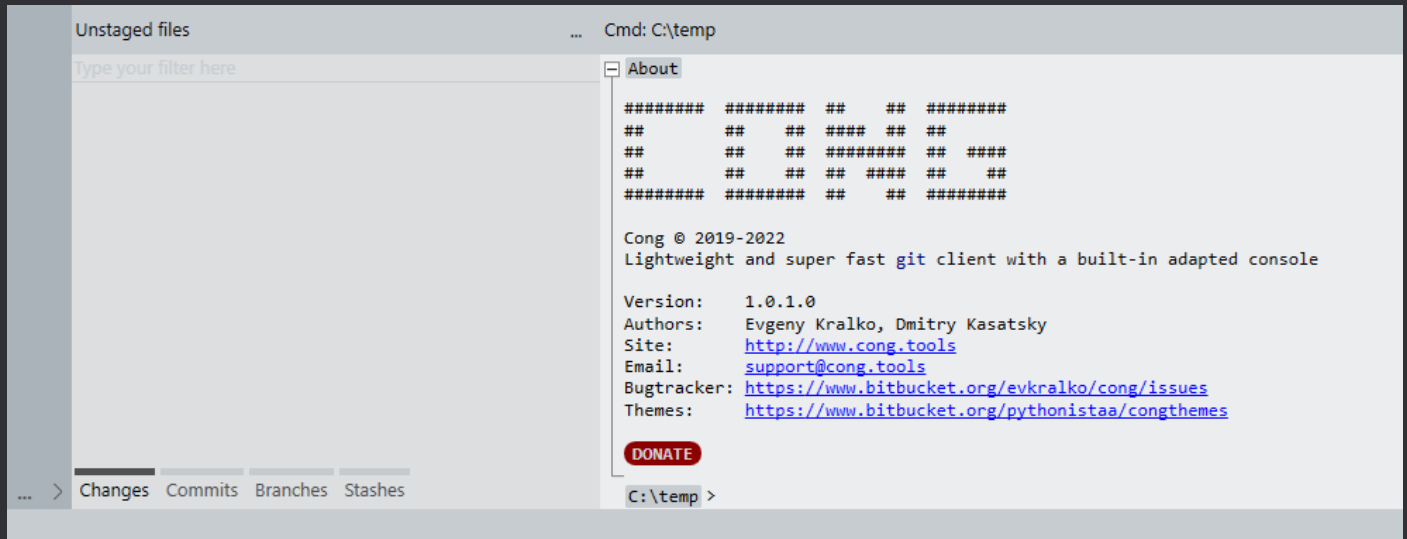 Unstaged files
...
Type your filter here
Changes Commits Branches Stashes
... >
Cmd: C:\temp
About
########  ########  ##    ##  ########
##        ##    ##  ####  ##  ##
##        ##    ##  ########  ##  ####
##        ##    ##  ##  ####  ##    ##
########  ########  ##    ##  ########
Cong © 2019-2022
Lightweight and super fast git client with a built-in adapted console
Version:    1.0.1.0
Authors:    Evgeny Kralko, Dmitry Kasatsky
Site:       http://www.cong.tools
Email:      support@cong.tools
Bugtracker: https://www.bitbucket.org/evkralko/cong/issues
Themes:     https://www.bitbucket.org/pythonistaa/congthemes
DONATE
C:\temp >